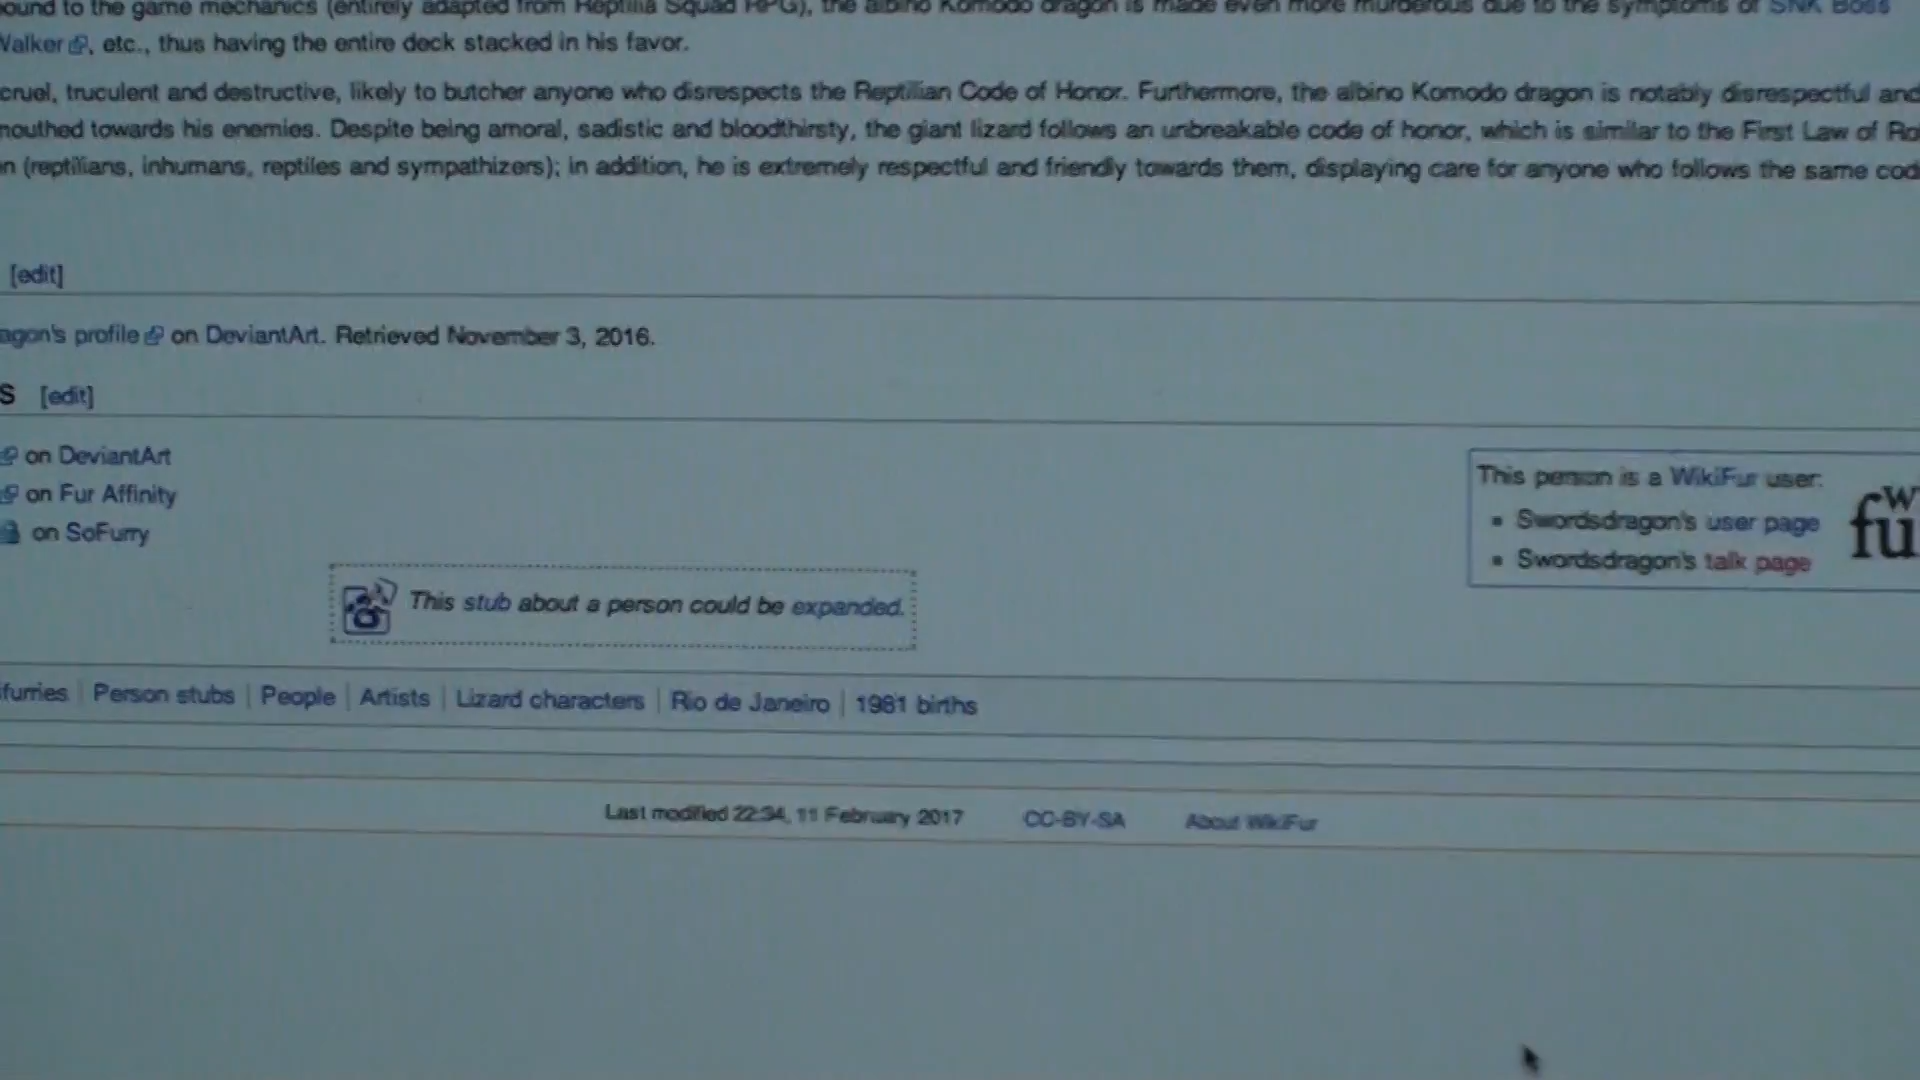 ound to the game mechanics (entirely adapted from Reptilia Squad RPG), the albino Komodo dragon is made even more murderous due to the symptoms of SNK Boss
Walker, etc., thus having the entire deck stacked in his favor.
cruel, truculent and destructive, likely to butcher anyone who disrespects the Reptilian Code of Honor. Furthermore, the albino Komodo dragon is notably disrespectful and
mouthed towards his enemies. Despite being amoral, sadistic and bloodthirsty, the giant lizard follows an unbreakable code of honor, which is similar to the First Law of Ro
n (reptilians, inhumans, reptiles and sympathizers); in addition, he is extremely respectful and friendly towards them, displaying care for anyone who follows the same cod
[edit]
agon's profile on DeviantArt. Retrieved November 3, 2016.
s [edit]
on DeviantArt
on Fur Affinity
on SoFurry
This person is a WikiFur user:
Swordsdragon's user page
Swordsdragon's talk page
w
fu
This stub about a person could be expanded.
furries | Person stubs | People | Artists | Lizard characters | Rio de Janeiro | 1981 births
Last modified 22:34, 11 February 2017 CC-BY-SA About WikiFur